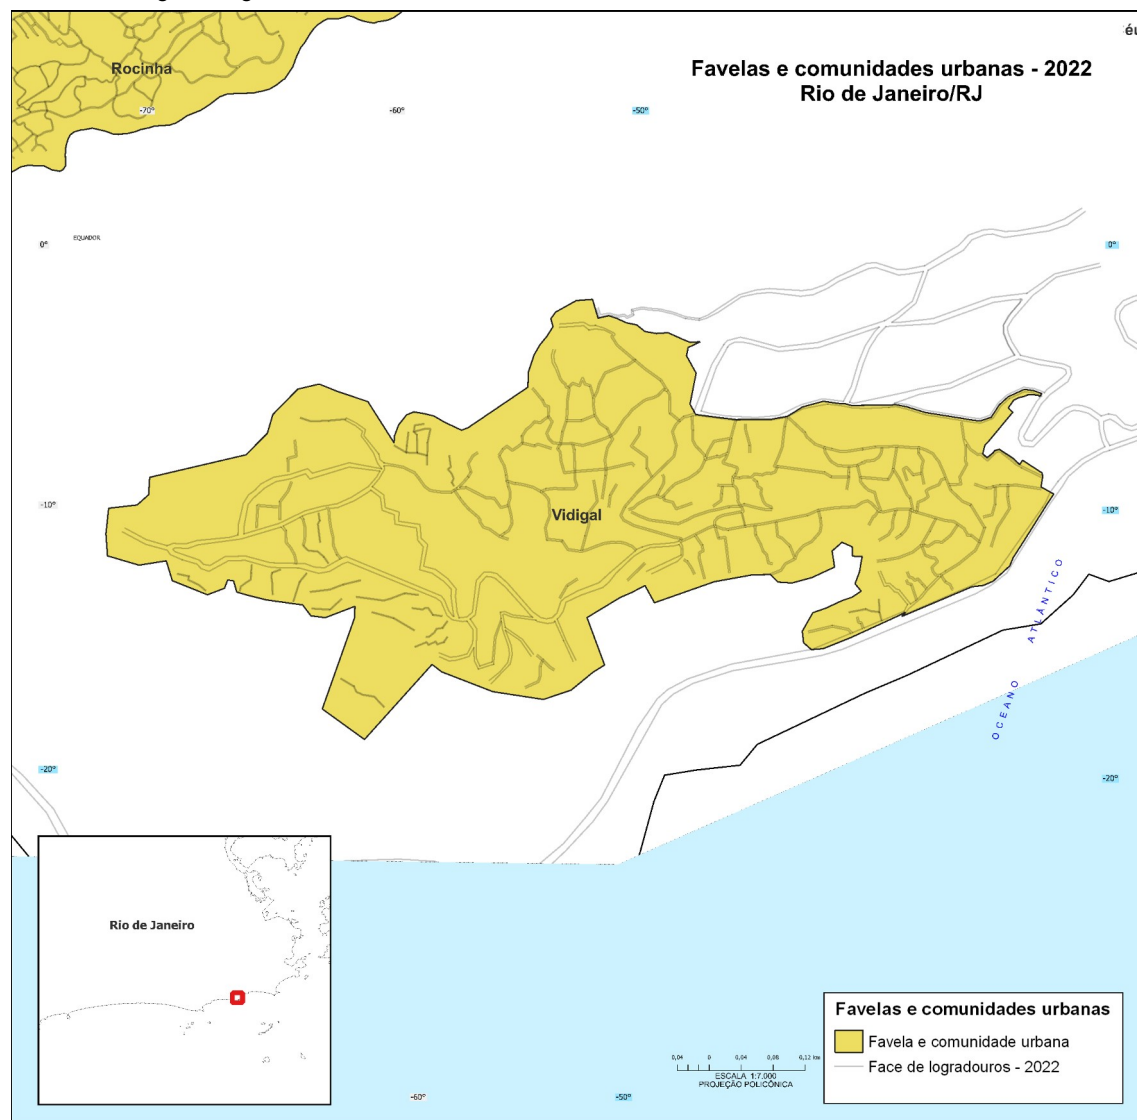 Rocinha
Favelas e comunidades urbanas - 2022
Rio de Janeiro/RJ
-70°
-60°
-50°
0°
EQUADOR
0°
-10°
Vidigal
-10°
OCEANO ATLÂNTICO
-20°
-20°
Rio de Janeiro
Favelas e comunidades urbanas
Favela e comunidade urbana
Face de logradouros - 2022
0,04 0 0,04 0,08 0,12 km
ESCALA 1:7.000
PROJEÇÃO POLICÔNICA
-60°
-50°